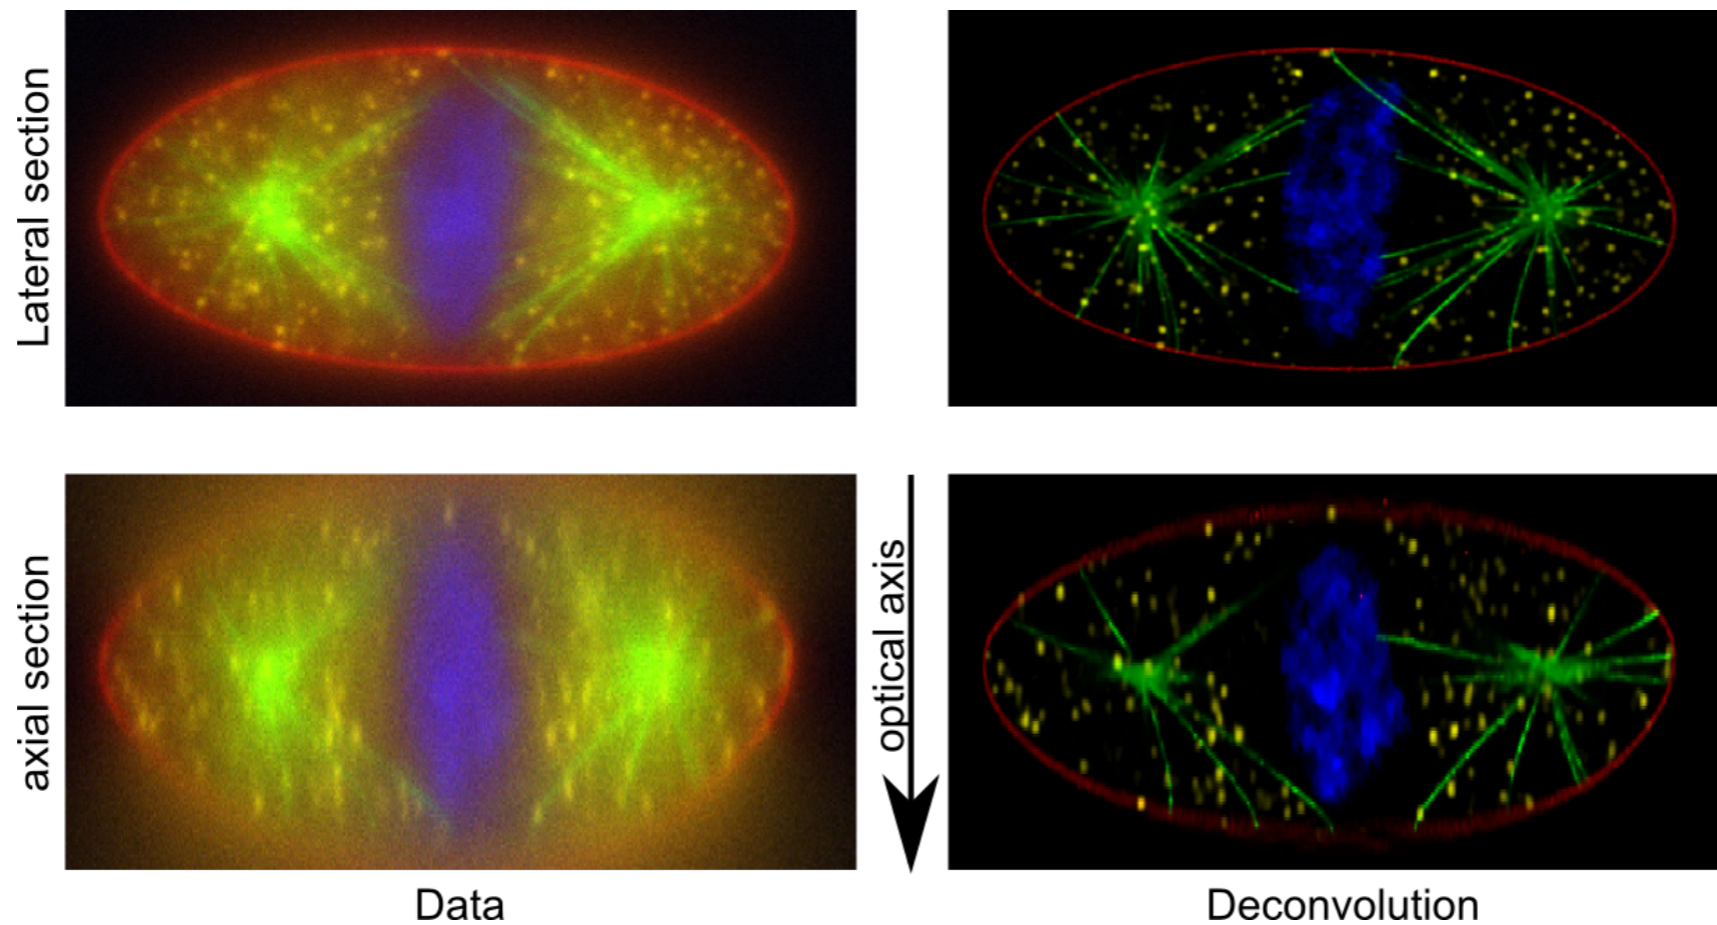 Lateral section
axial section
optical axis
Data
Deconvolution